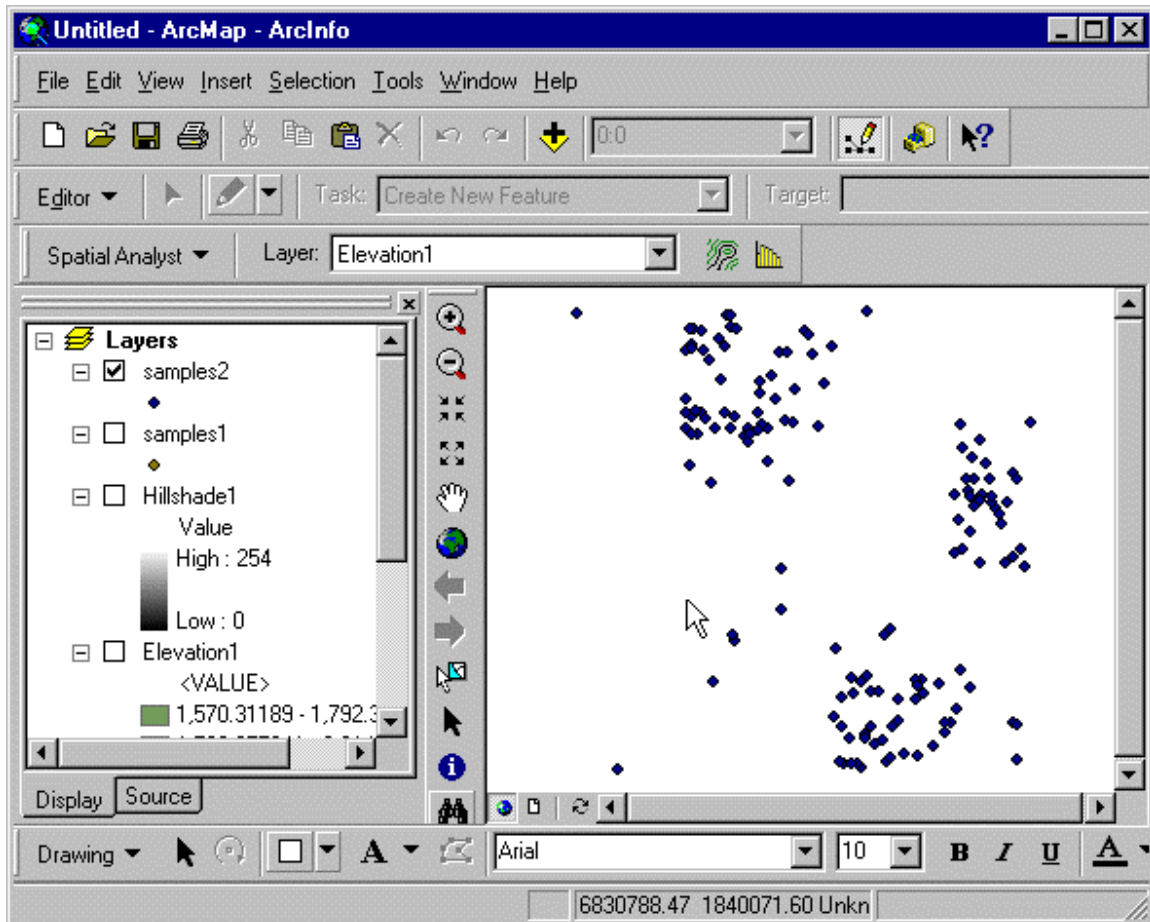 Untitled - ArcMap - ArcInfo
File Edit View Insert Selection Tools Window Help
0:0
Editor Task: Create New Feature Target:
Spatial Analyst Layer: Elevation1
Layers
samples2
samples1
Hillshade1
Value
High : 254
Low : 0
Elevation1
<VALUE>
1,570.31189 - 1,792.3
Display Source
Drawing A Arial 10 B I U A
6830788.47 1840071.60 Unkn